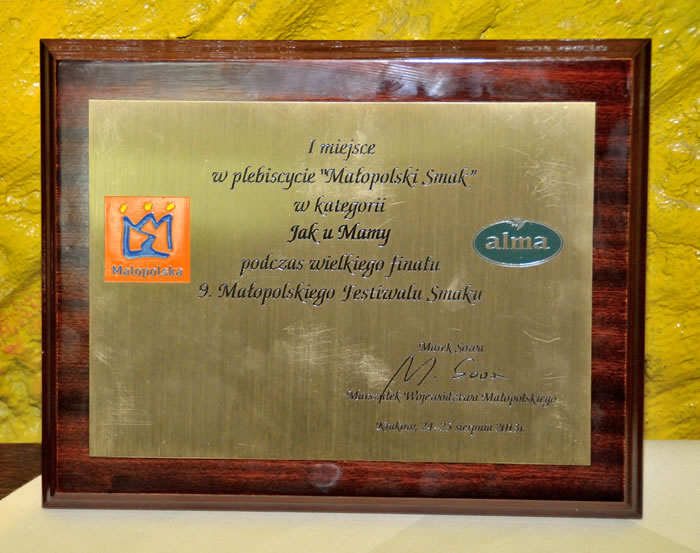 I miejsce
w plebiscycie "Małopolski Smak"
w kategorii
Jak u Mamy
podczas wielkiego finału
9. Małopolskiego Festiwalu Smaku
Małopolska
alma
Marek Sowa
M. Sowa
Marszałek Województwa Małopolskiego
Kraków, 24-25 sierpnia 2013r.